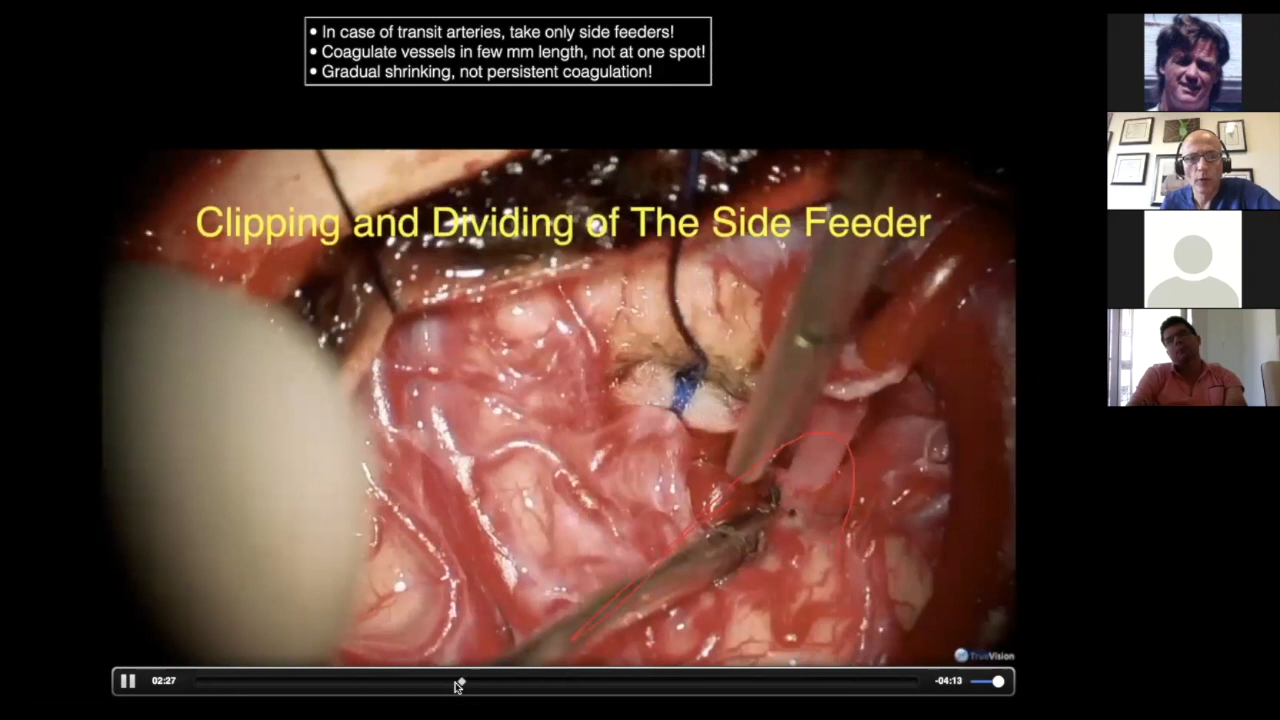 • In case of transit arteries, take only side feeders!
• Coagulate vessels in few mm length, not at one spot!
• Gradual shrinking, not persistent coagulation!
Clipping and Dividing of The Side Feeder
TrueVision
02:27
-04:13